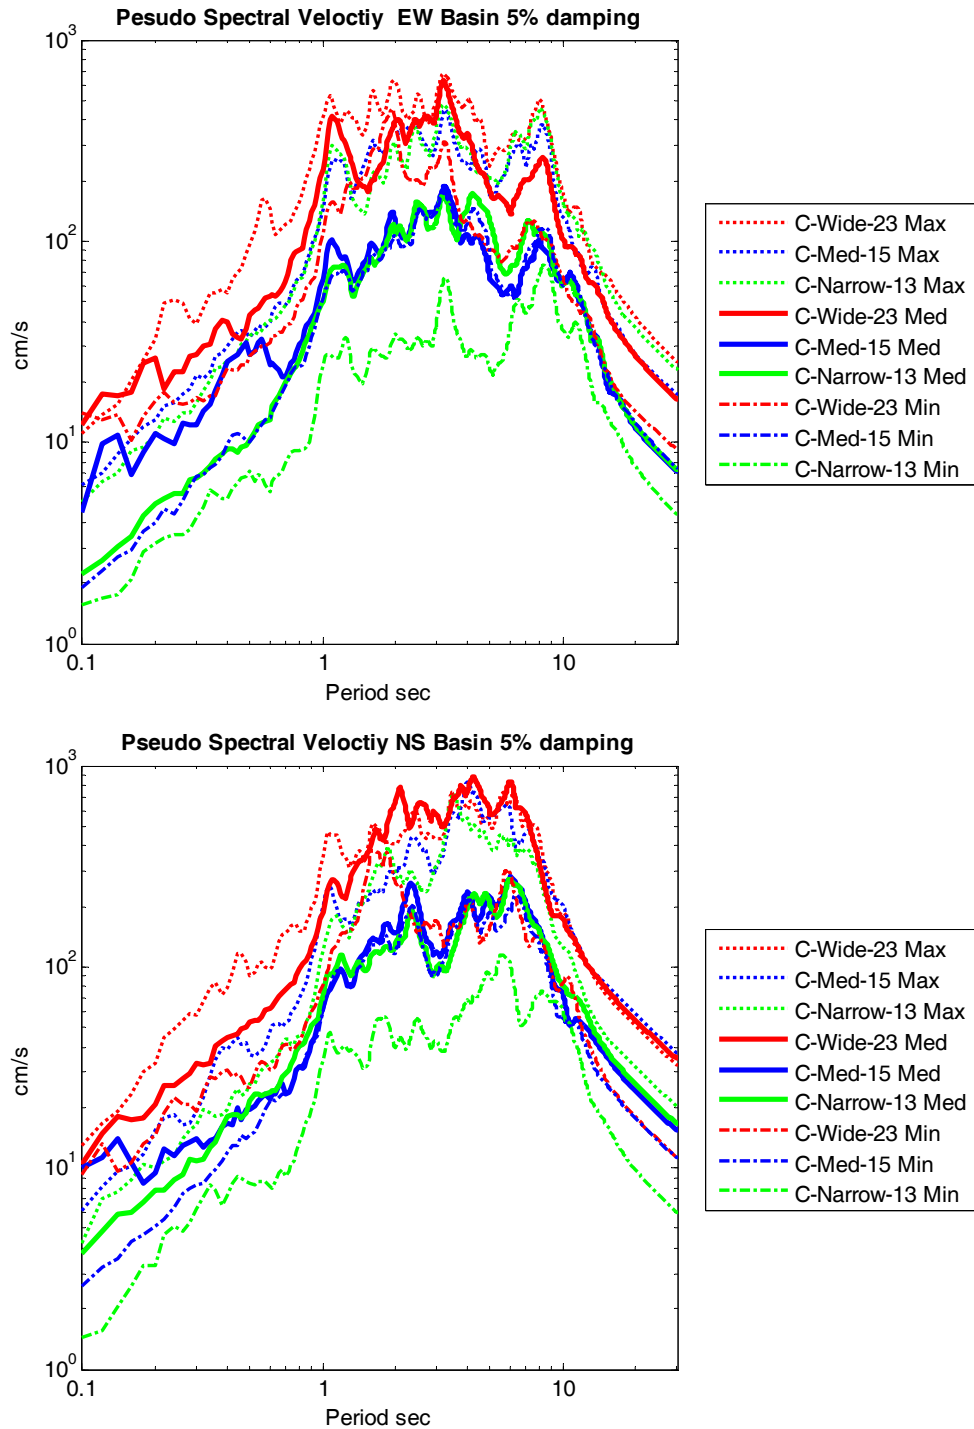 Pesudo Spectral Veloctiy EW Basin 5% damping
10^3
10^2
10^1
10^0
cm/s
0.1
1
10
Period sec
C-Wide-23 Max
C-Med-15 Max
C-Narrow-13 Max
C-Wide-23 Med
C-Med-15 Med
C-Narrow-13 Med
C-Wide-23 Min
C-Med-15 Min
C-Narrow-13 Min
Pseudo Spectral Veloctiy NS Basin 5% damping
10^3
10^2
10^1
10^0
cm/s
0.1
1
10
Period sec
C-Wide-23 Max
C-Med-15 Max
C-Narrow-13 Max
C-Wide-23 Med
C-Med-15 Med
C-Narrow-13 Med
C-Wide-23 Min
C-Med-15 Min
C-Narrow-13 Min